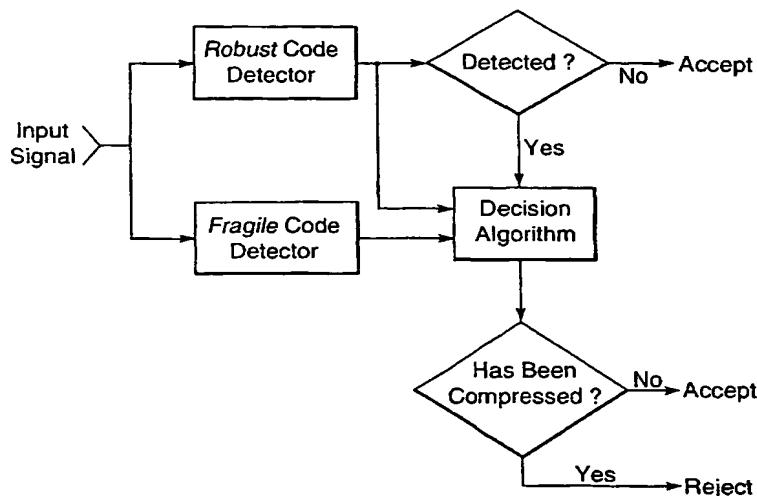 Robust Code
Detector
Detected ?
No
Accept
Input
Signal
Yes
Fragile Code
Detector
Decision
Algorithm
Has Been
Compressed ?
No
Accept
Yes
Reject